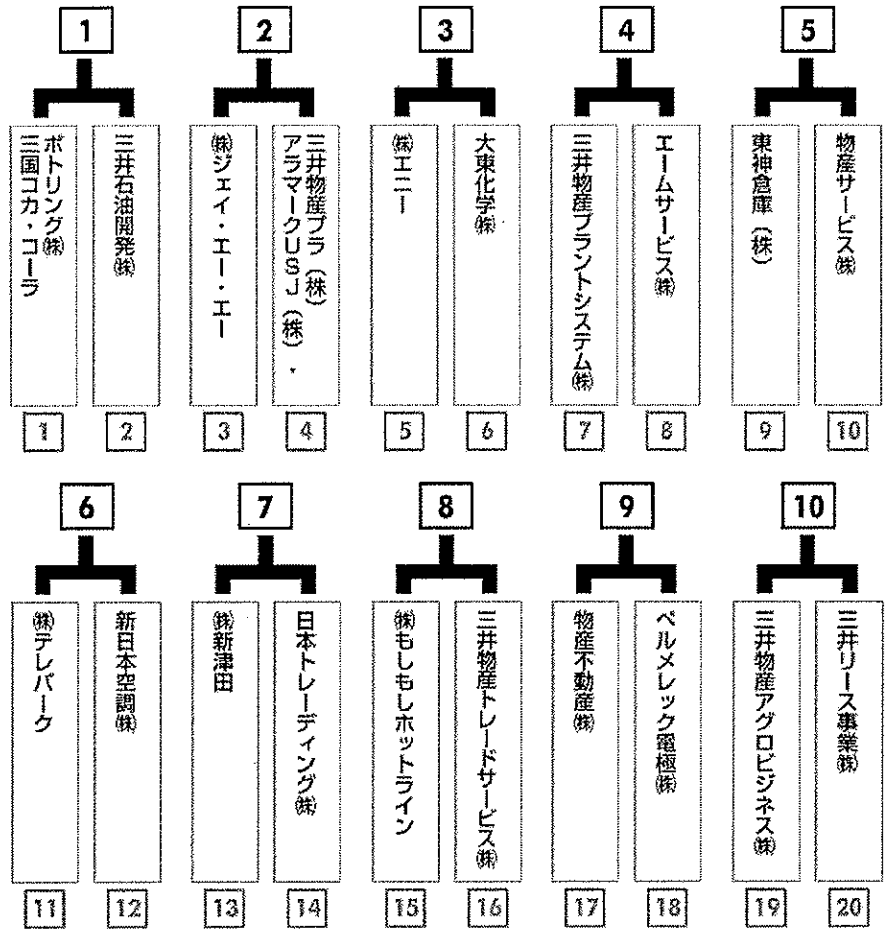 1
2
3
4
5
三国コカ・コーラ
ボトリング㈱
三井石油開発㈱
㈱ジェイ・エー・エー
アラマークUSJ(株)
三井物産プラ(株)
㈱エニー
大東化学㈱
三井物産プラントシステム㈱
エームサービス㈱
東神倉庫(株)
物産サービス㈱
1
2
3
4
5
6
7
8
9
10
6
7
8
9
10
㈱テレパーク
新日本空調㈱
㈱新津田
日本トレーディング㈱
㈱もしもしホットライン
三井物産トレードサービス㈱
物産不動産㈱
ペルメレック電極㈱
三井物産アグロビジネス㈱
三井リース事業㈱
11
12
13
14
15
16
17
18
19
20